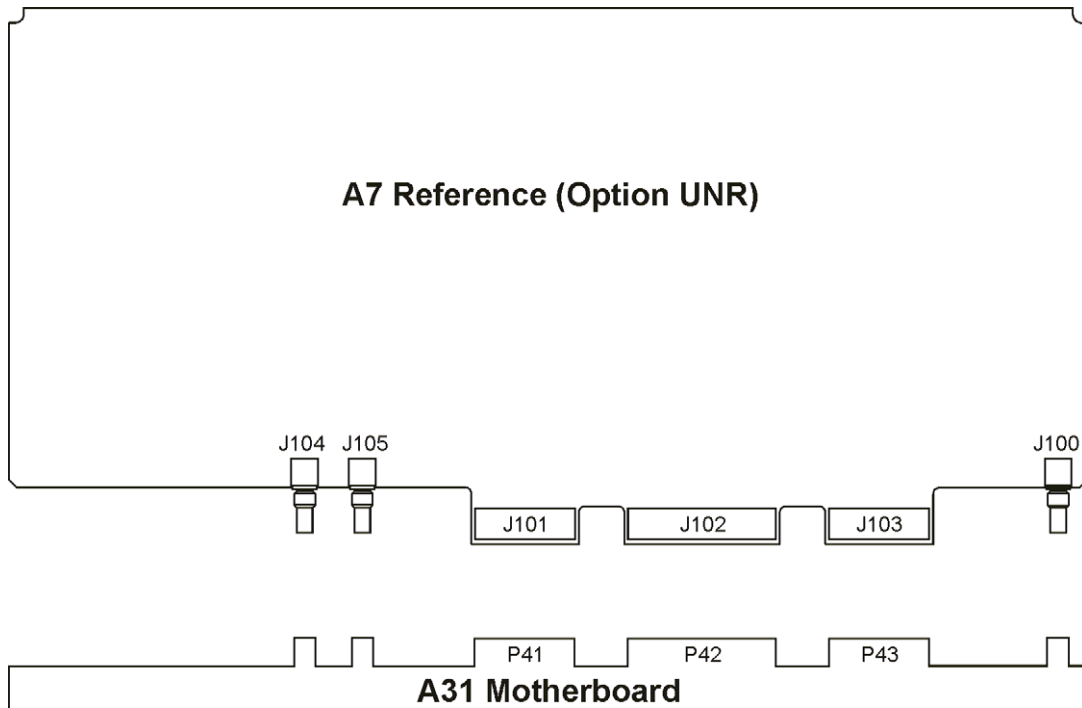 A7 Reference (Option UNR)
J104 J105 J100
J101 J102 J103
P41 P42 P43
A31 Motherboard